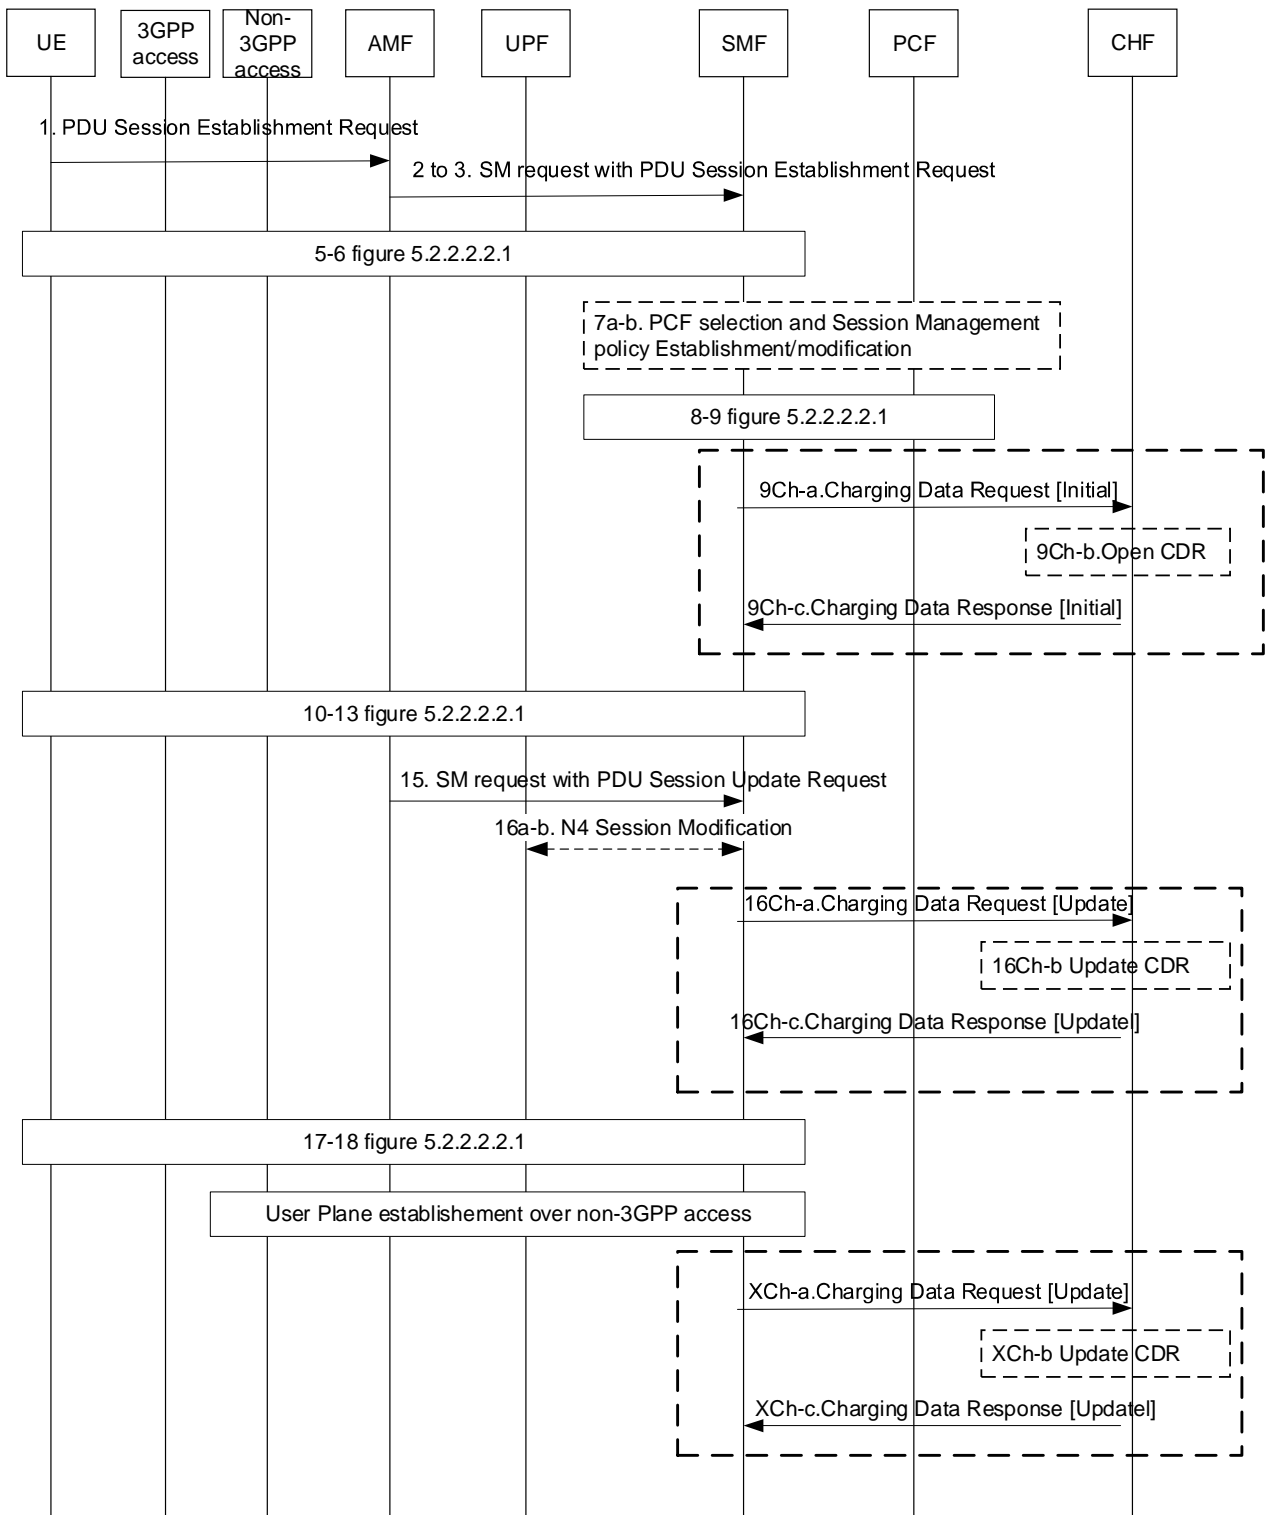 UE
3GPP
access
Non-
3GPP
access
AMF
UPF
SMF
PCF
CHF
1. PDU Session Establishment Request
2 to 3. SM request with PDU Session Establishment Request
5-6 figure 5.2.2.2.2.1
7a-b. PCF selection and Session Management
policy Establishment/modification
8-9 figure 5.2.2.2.2.1
9Ch-a.Charging Data Request [Initial]
9Ch-b.Open CDR
9Ch-c.Charging Data Response [Initial]
10-13 figure 5.2.2.2.2.1
15. SM request with PDU Session Update Request
16a-b. N4 Session Modification
16Ch-a.Charging Data Request [Update]
16Ch-b Update CDR
16Ch-c.Charging Data Response [Updatel]
17-18 figure 5.2.2.2.2.1
User Plane establishement over non-3GPP access
XCh-a.Charging Data Request [Update]
XCh-b Update CDR
XCh-c.Charging Data Response [Updatel]